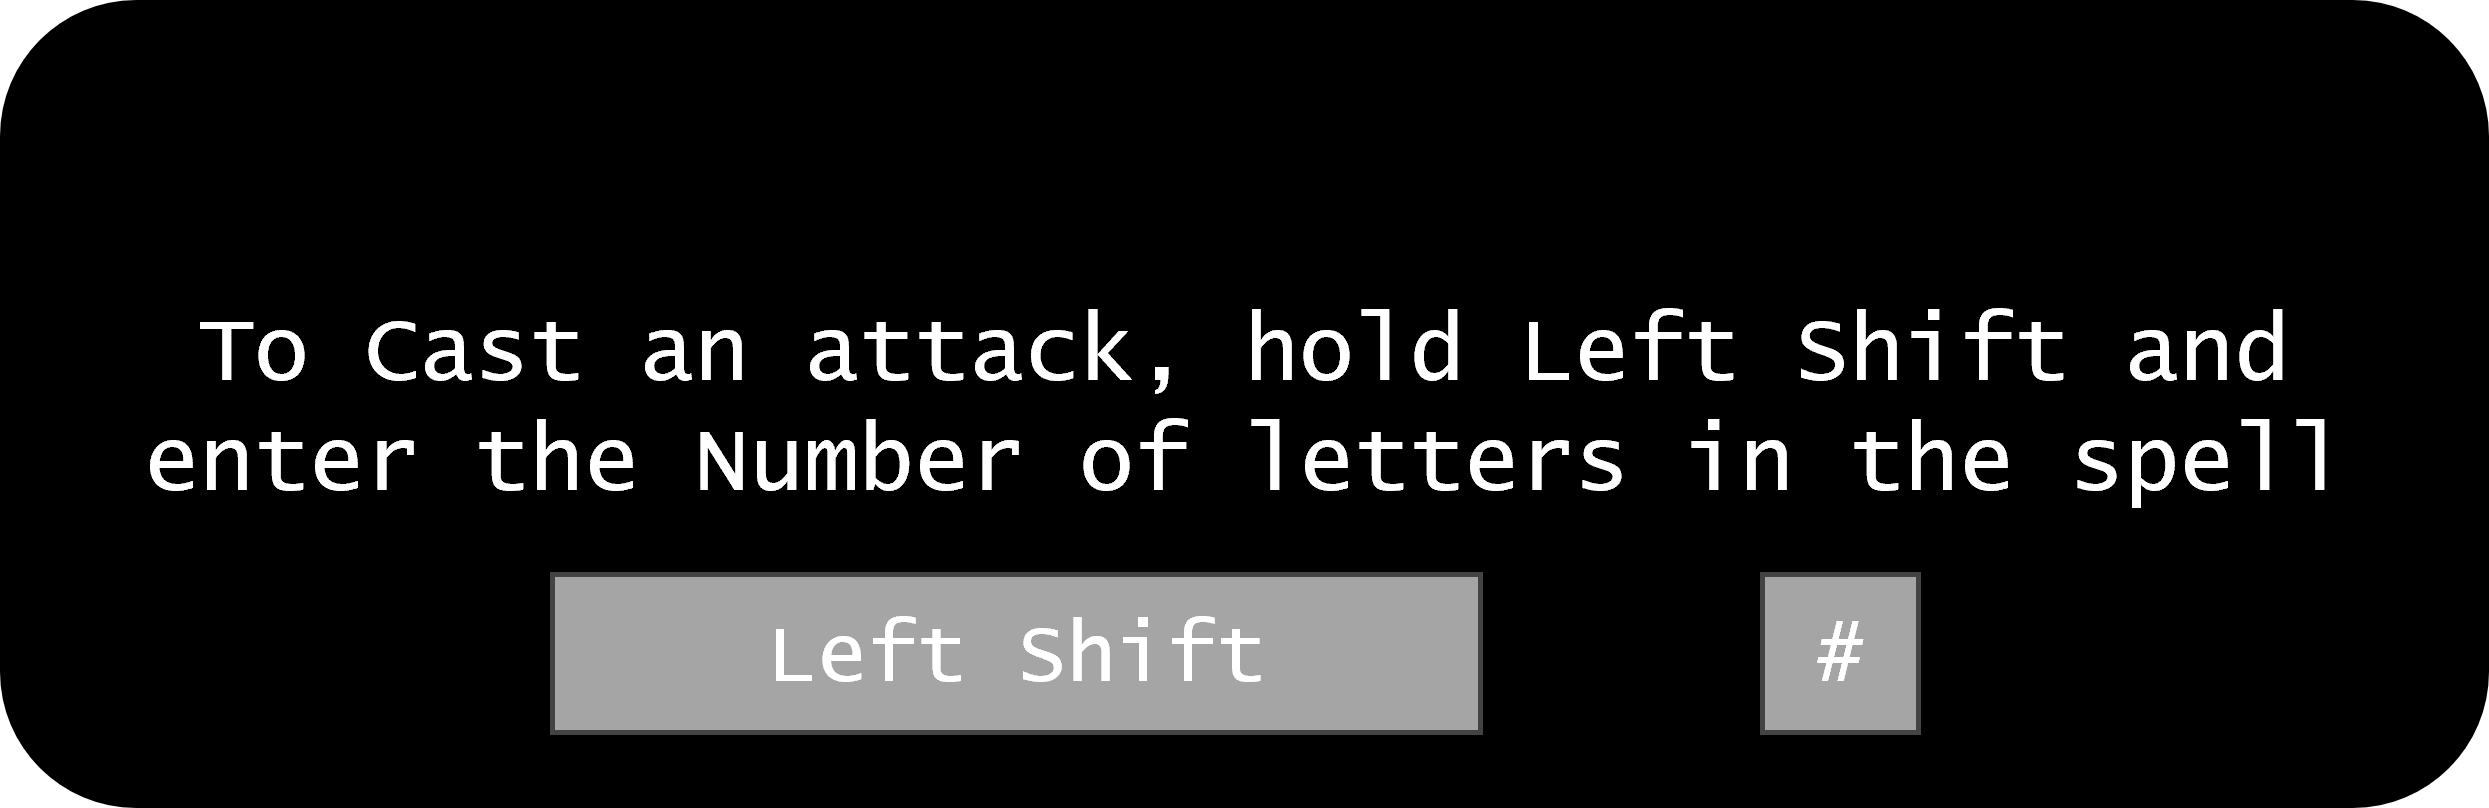 To Cast an attack, hold Left Shift and
enter the Number of letters in the spell
Left Shift #